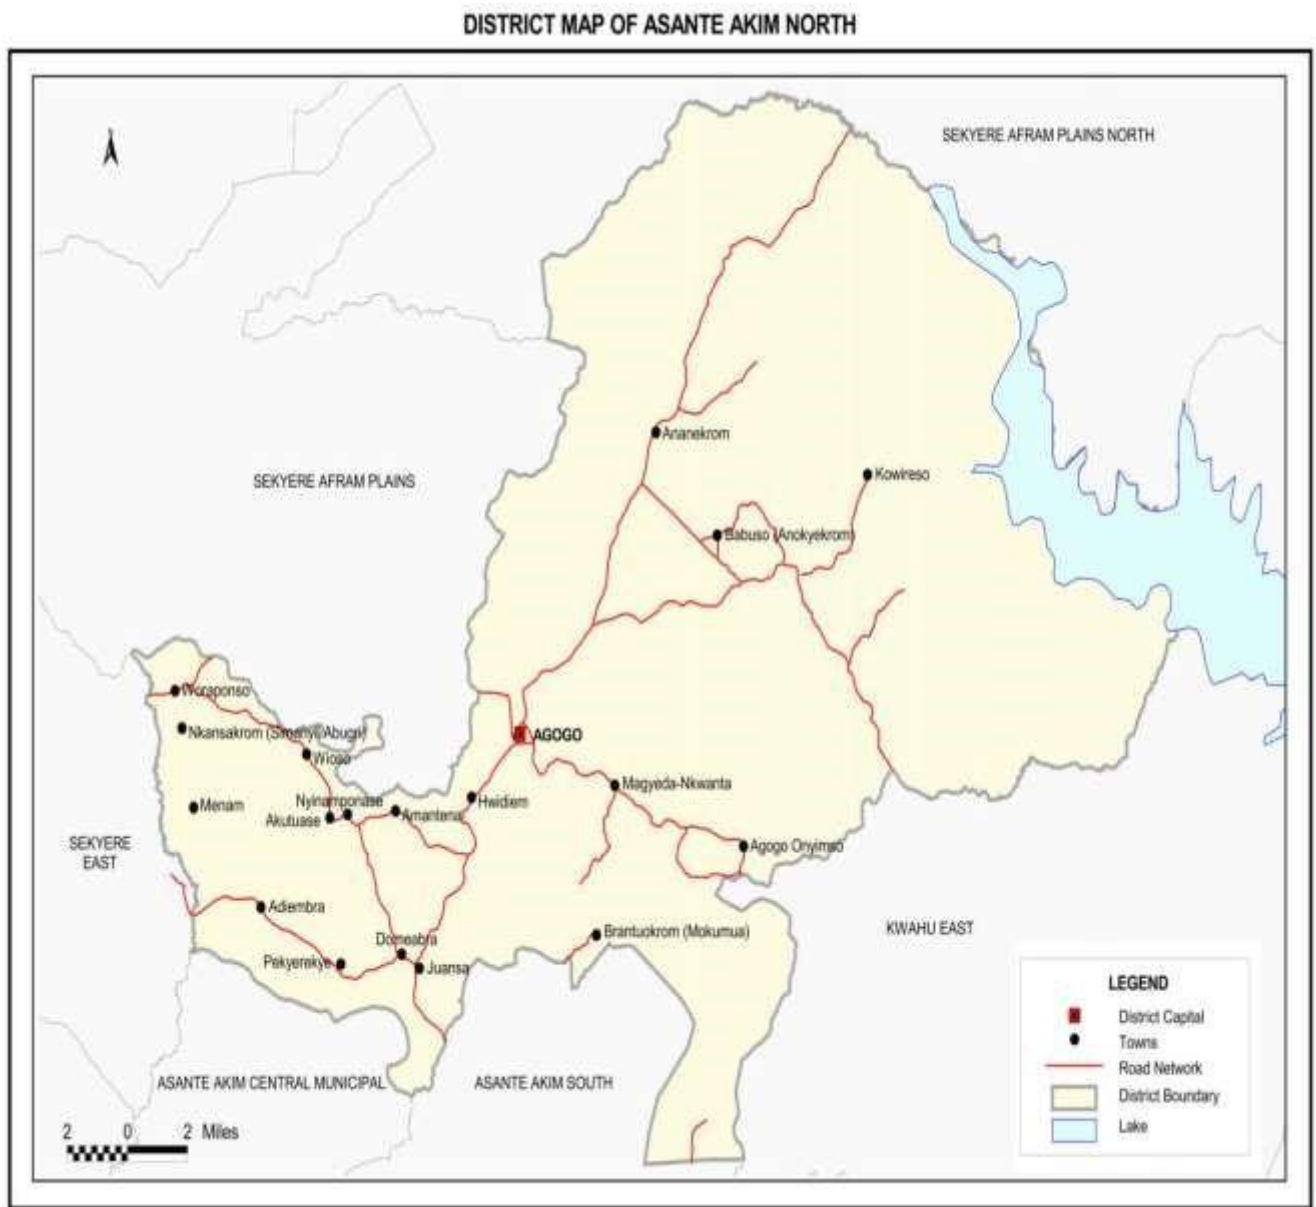 DISTRICT MAP OF ASANTE AKIM NORTH
SEKYERE AFRAM PLAINS NORTH
Ananekrom
Kowireso
SEKYERE AFRAM PLAINS
Babuso (Anokyekrom)
Woraponso
Nkansakrom (Simehyi/Abugri)
AGOGO
Wioso
Magyeda-Nkwanta
Nyinamponase
Hwidiem
Menam
Akutuase
Amantena
SEKYERE
EAST
Agogo Onyimso
Adiembra
Brantuokrom (Mokumua)
KWAHU EAST
Domeabra
Pekyerekye
Juansa
LEGEND
District Capital
Towns
Road Network
District Boundary
Lake
ASANTE AKIM CENTRAL MUNICIPAL
ASANTE AKIM SOUTH
2 0 2 Miles